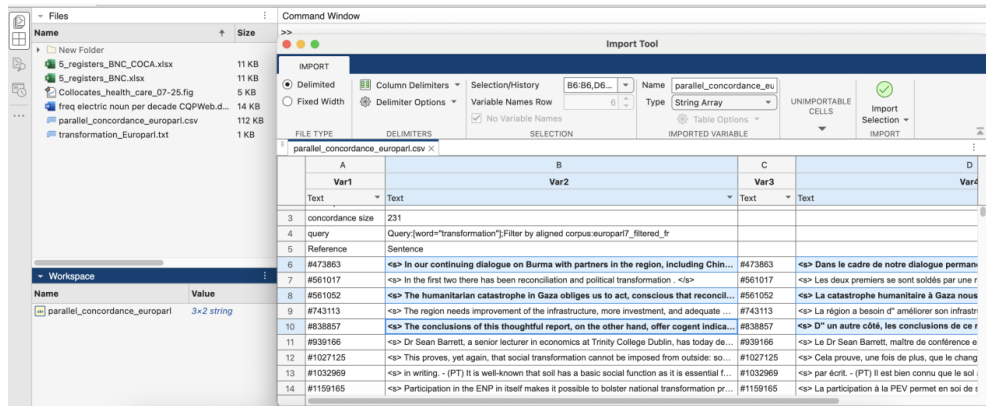 Files
Name Size
New Folder
5_registers_BNC_COCA.xlsx 11 KB
5_registers_BNC.xlsx 11 KB
Collocates_health_care_07-25.fig 5 KB
freq electric noun per decade CQPWeb.d... 14 KB
parallel_concordance_europarl.csv 112 KB
transformation_Europarl.txt 1 KB
Workspace
Name Value
parallel_concordance_europarl 3×2 string
Command Window
>>
Import Tool
IMPORT
Delimited Column Delimiters Selection/History B6:B6,D6... Name parallel_concordance_eu
Fixed Width Delimiter Options Variable Names Row 6 Type String Array UNIMPORTABLE CELLS Import Selection
No Variable Names Table Options
FILE TYPE DELIMITERS SELECTION IMPORTED VARIABLE IMPORT
parallel_concordance_europarl.csv
A B C D
Var1 Var2 Var3 Var4
Text Text Text Text
3 concordance size 231
4 query Query:[word="transformation"];Filter by aligned corpus:europarl7_filtered_fr
5 Reference Sentence
6 #473863 <s> In our continuing dialogue on Burma with partners in the region, including Chin... #473863 <s> Dans le cadre de notre dialogue perman
7 #561017 <s> In the first two there has been reconciliation and political transformation . </s> #561017 <s> Les deux premiers se sont soldés par une r
8 #561052 <s> The humanitarian catastrophe in Gaza obliges us to act, conscious that reconcil... #561052 <s> La catastrophe humanitaire à Gaza nous
9 #743113 <s> The region needs improvement of the infrastructure, more investment, and adequate ... #743113 <s> La région a besoin d" améliorer son infrastr
10 #838857 <s> The conclusions of this thoughtful report, on the other hand, offer cogent indica... #838857 <s> D" un autre côté, les conclusions de ce r
11 #939166 <s> Dr Sean Barrett, a senior lecturer in economics at Trinity College Dublin, has today de... #939166 <s> Le Dr Sean Barrett, maître de conférence e
12 #1027125 <s> This proves, yet again, that social transformation cannot be imposed from outside: so... #1027125 <s> Cela prouve, une fois de plus, que le chang
13 #1032969 <s> in writing. - (PT) It is well-known that soil has a basic social function as it is essential f... #1032969 <s> par écrit. - (PT) Il est bien connu que le sol
14 #1159165 <s> Participation in the ENP in itself makes it possible to bolster national transformation pr... #1159165 <s> La participation à la PEV permet en soi de